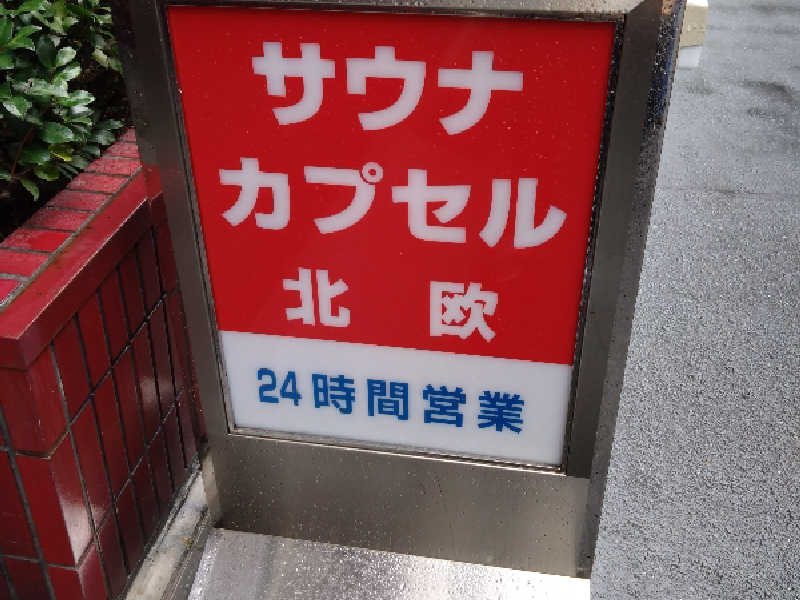 サウナ
カプセル
北欧
24時間営業